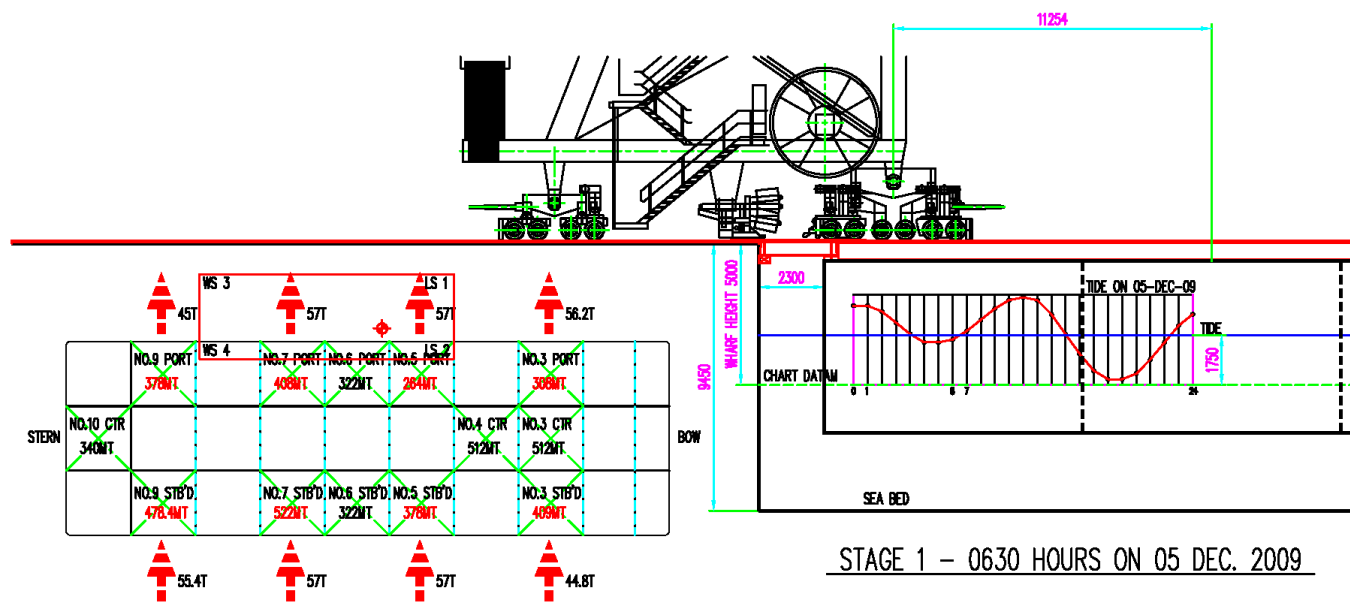 11254
WS 3
LS 1
45T
57T
57T
56.2T
WS 4
LS 2
NO.9 PORT
378MT
NO.7 PORT
408MT
NO.6 PORT
322MT
NO.5 PORT
284MT
NO.3 PORT
308MT
STERN
NO.10 CTR
340MT
NO.4 CTR
512MT
NO.3 CTR
512MT
BOW
NO.9 STB'D
478.4MT
NO.7 STB'D
522MT
NO.6 STB'D
322MT
NO.5 STB'D
378MT
NO.3 STB'D
409MT
55.4T
57T
57T
44.8T
2300
WHARF HEIGHT 5000
9450
TIDE ON 05-DEC-09
TIDE
1750
CHART DATAM
0 1 6 7 24
SEA BED
STAGE 1 - 0630 HOURS ON 05 DEC. 2009